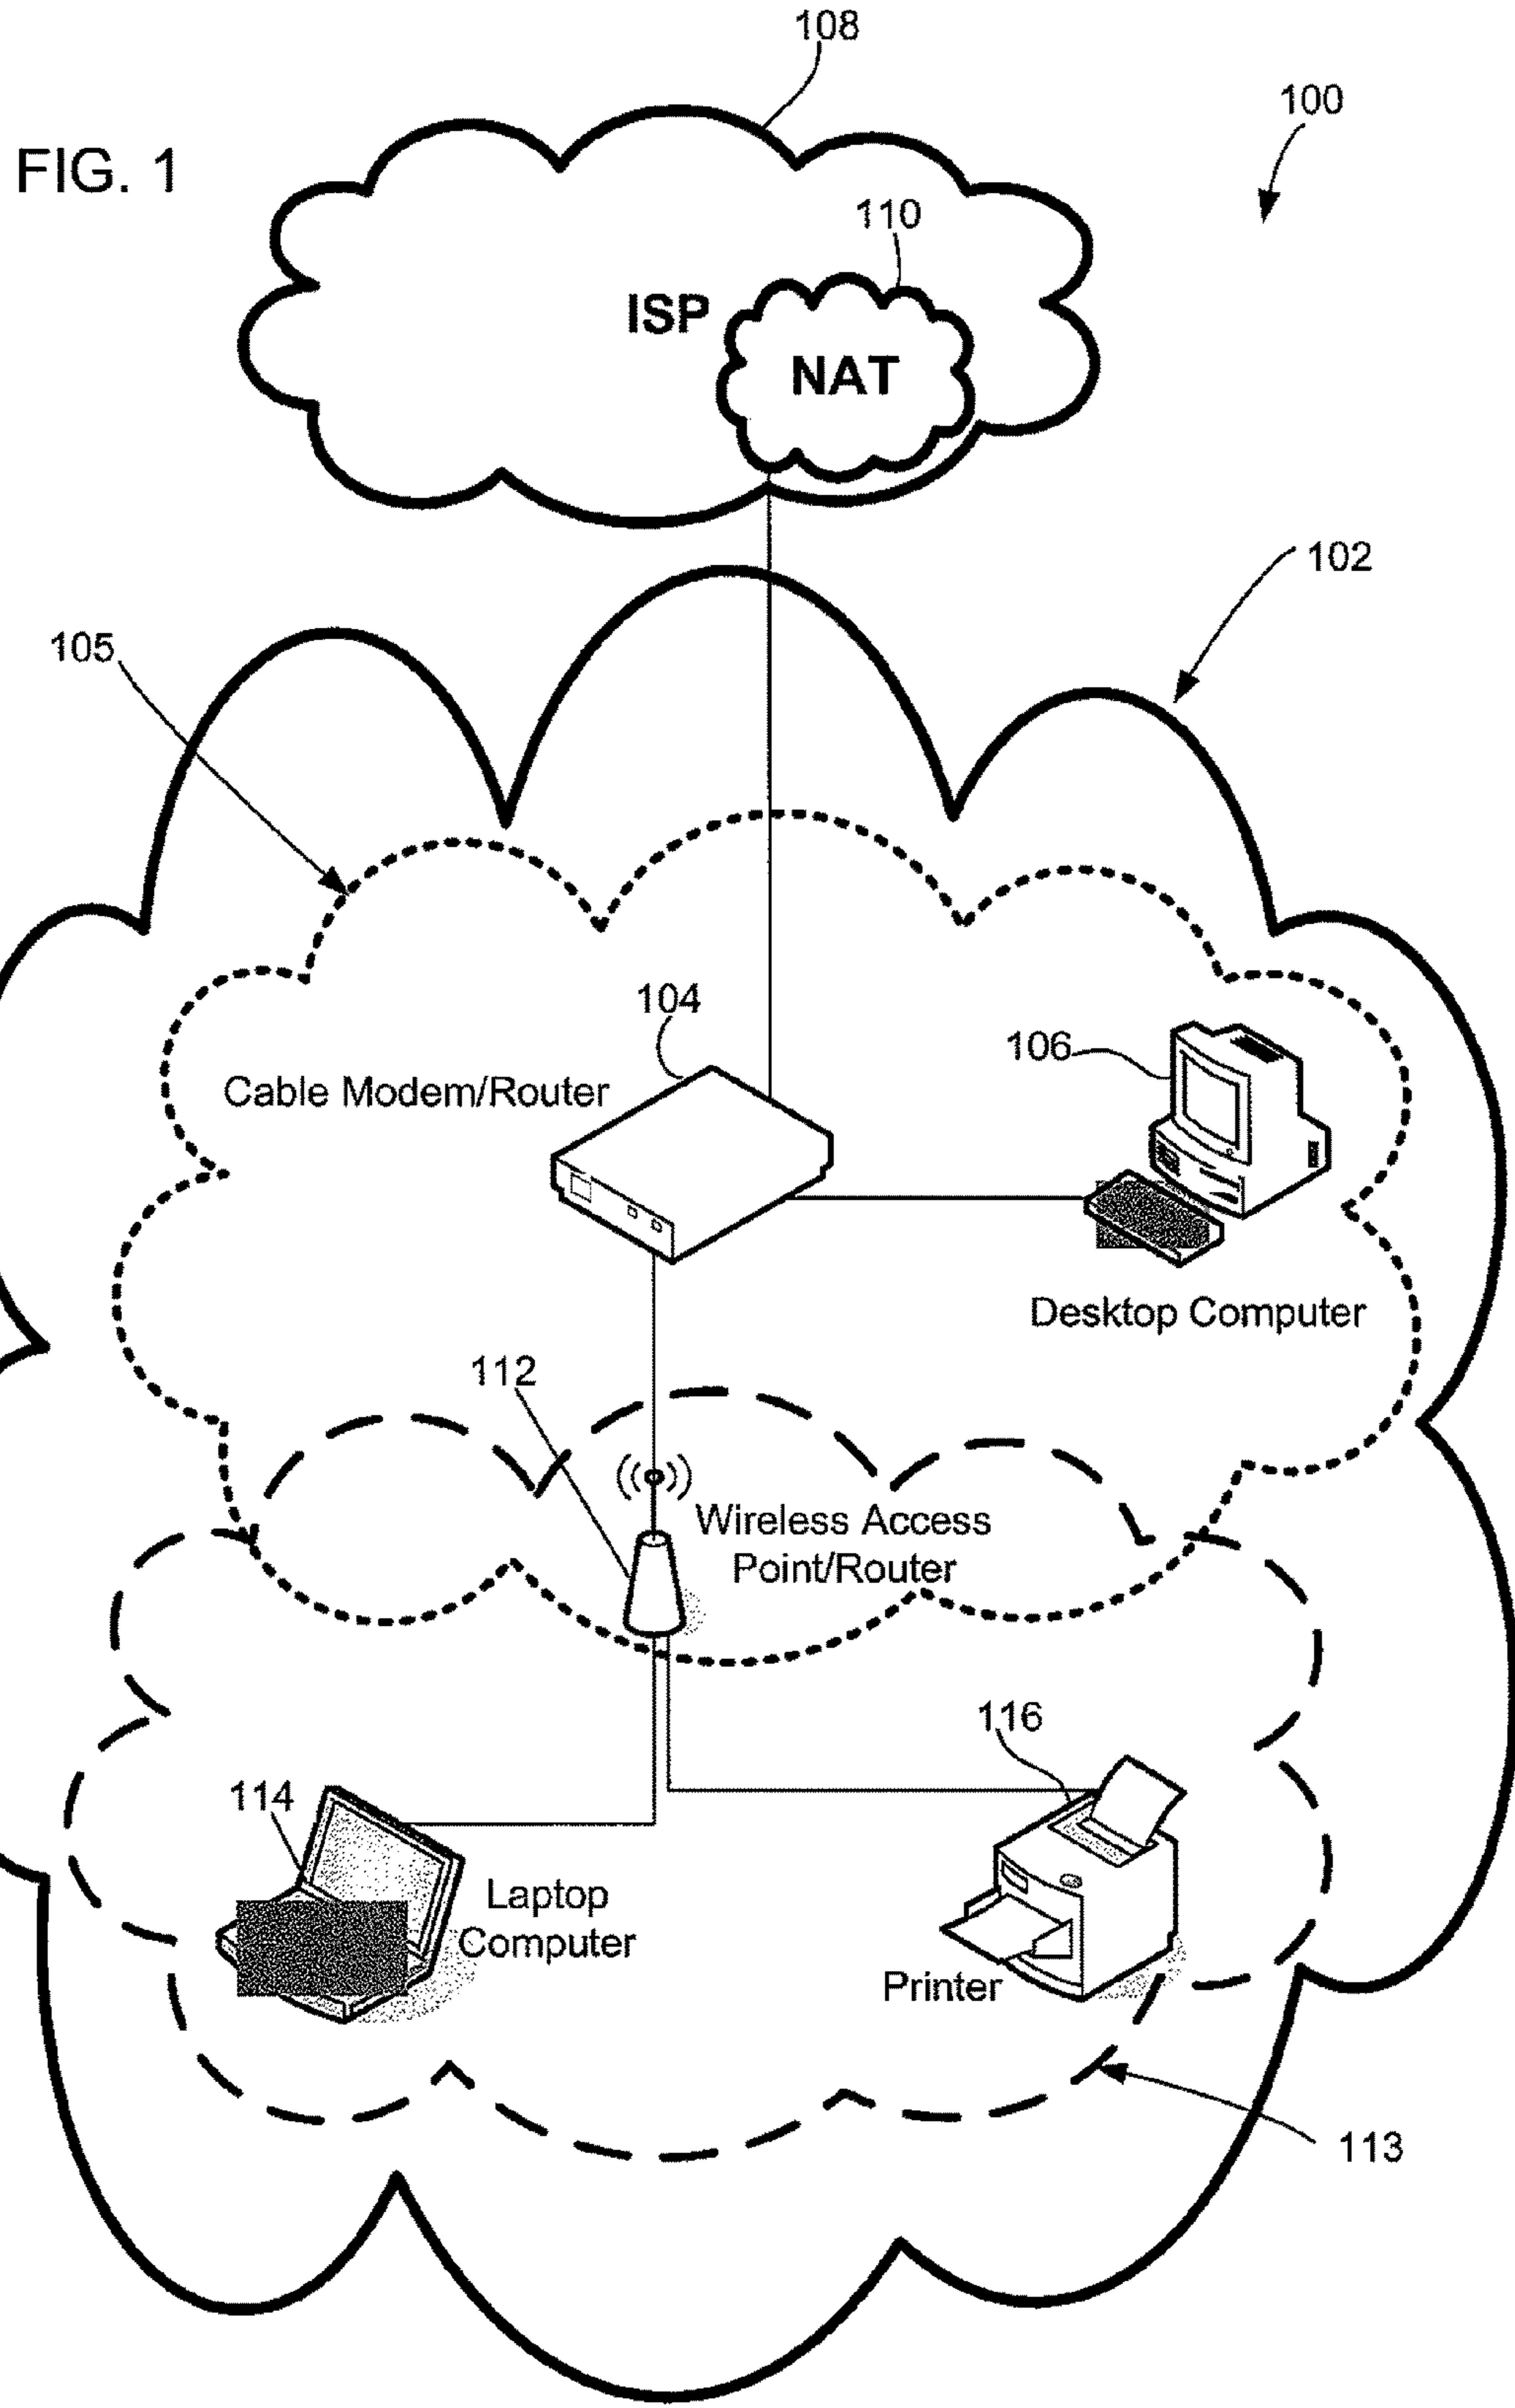 108
100
FIG. 1
110
ISP
NAT
102
105
104
106
Cable Modem/Router
Desktop Computer
112
Wireless Access
Point/Router
116
114
Laptop
Computer
Printer
113